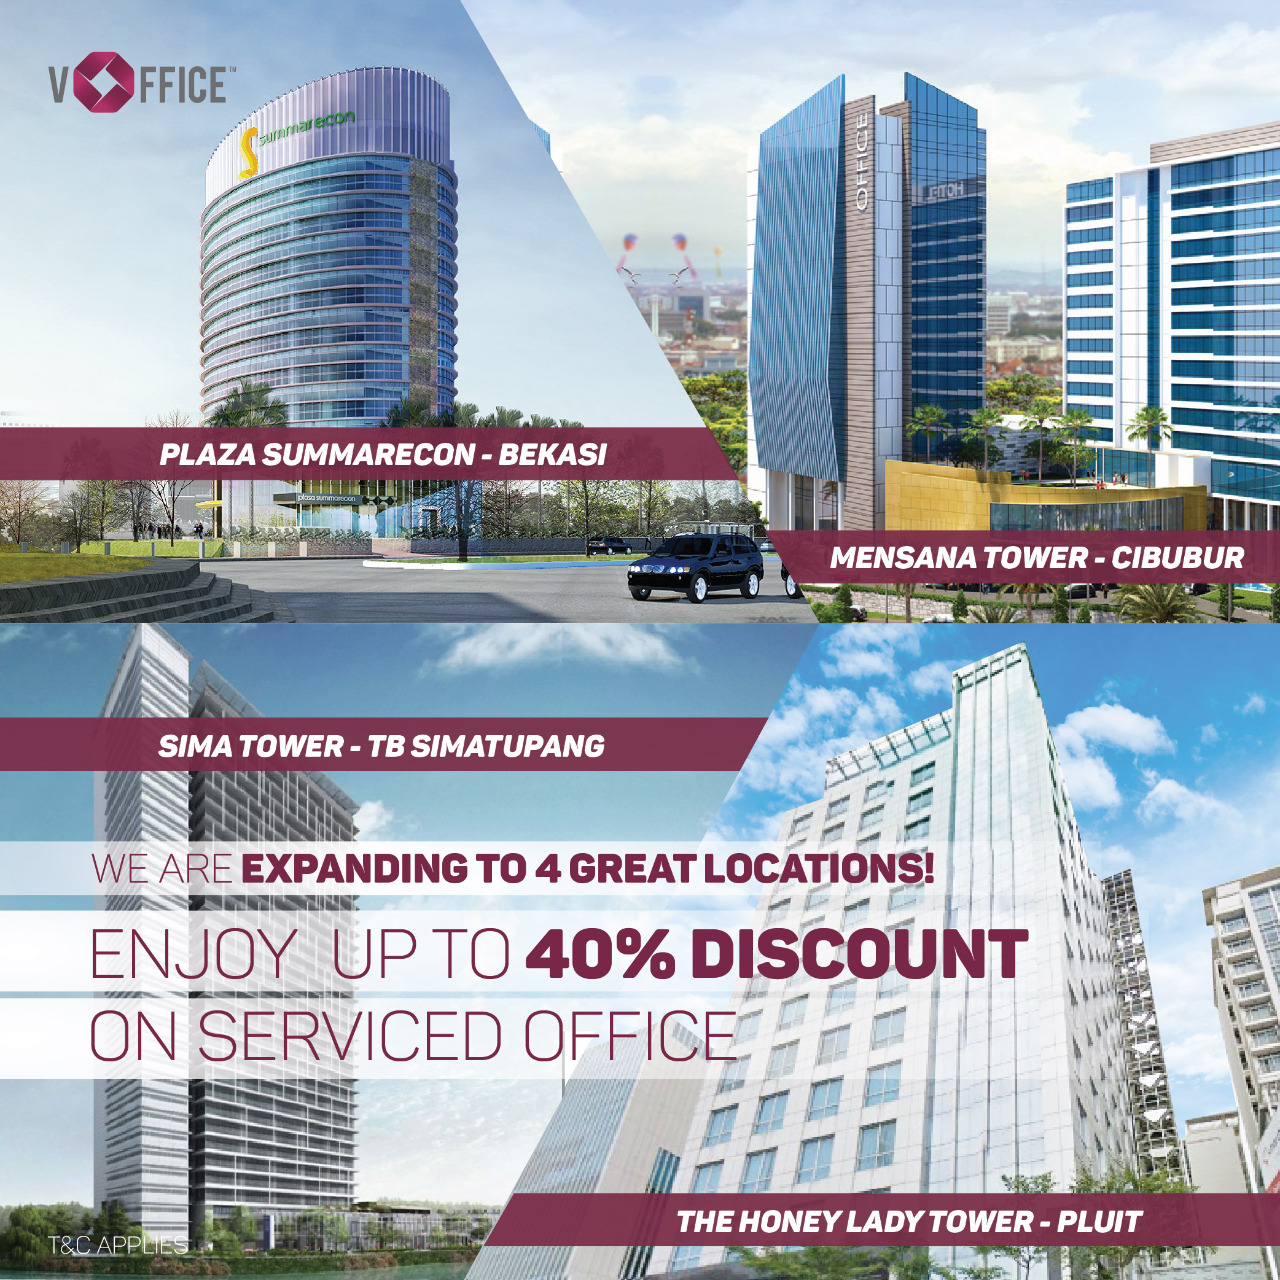 VOFFICE™
summarecon
OFFICE
HOTEL
PLAZA SUMMARECON - BEKASI
plaza summarecon
MENSANA TOWER - CIBUBUR
SIMA TOWER - TB SIMATUPANG
WE ARE EXPANDING TO 4 GREAT LOCATIONS!
ENJOY UP TO 40% DISCOUNT
ON SERVICED OFFICE
THE HONEY LADY TOWER - PLUIT
T&C APPLIES